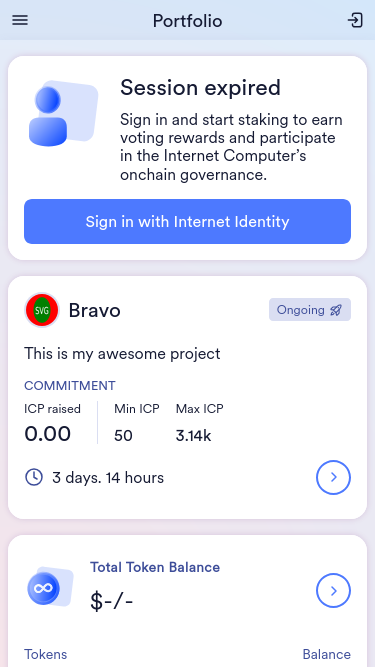 Portfolio
Session expired
Sign in and start staking to earn
voting rewards and participate
in the Internet Computer’s
onchain governance.
Sign in with Internet Identity
SVG
Bravo
Ongoing
This is my awesome project
COMMITMENT
ICP raised Min ICP Max ICP
0.00 50 3.14k
3 days. 14 hours
Total Token Balance
$-/-
Tokens Balance